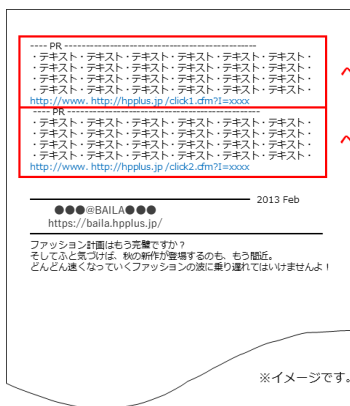 ---- PR ------------------------------------------------
・テキスト・テキスト・テキスト・テキスト・テキスト・テキスト・
・テキスト・テキスト・テキスト・テキスト・テキスト・テキスト・
・テキスト・テキスト・テキスト・テキスト・テキスト・テキスト・
・テキスト・テキスト・テキスト・テキスト・テキスト・テキスト・
http://www. http://hpplus.jp /click1.cfm?I=xxxx
---- PR ------------------------------------------------
・テキスト・テキスト・テキスト・テキスト・テキスト・テキスト・
・テキスト・テキスト・テキスト・テキスト・テキスト・テキスト・
・テキスト・テキスト・テキスト・テキスト・テキスト・テキスト・
・テキスト・テキスト・テキスト・テキスト・テキスト・テキスト・
http://www. http://hpplus.jp /click2.cfm?I=xxxx
2013 Feb
●●●@BAILA●●●
https://baila.hpplus.jp/
ファッション計画はもう完璧ですか？
そしてふと気づけば、秋の新作が登場するのも、もう間近。
どんどん速くなっていくファッションの波に乗り遅れてはいけませんよ！
※イメージです。